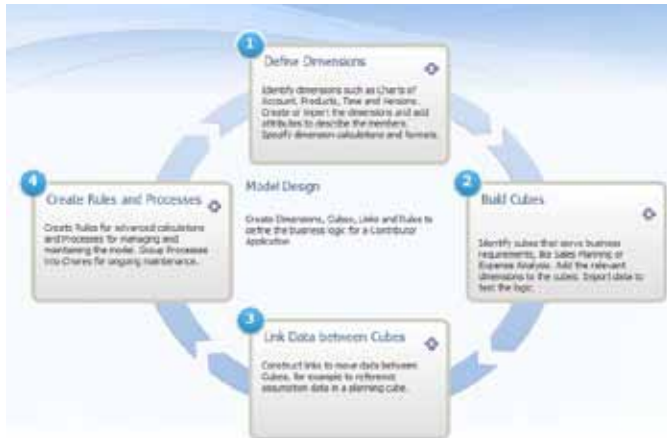 1
Define Dimensions
Identify dimensions such as Charts of
Account, Products, Time and Versions.
Create or import the dimensions and add
attributes to describe the members.
Specify dimension calculations and formats.
4
Create Rules and Processes
Create Rules for advanced calculations
and Processes for managing and
maintaining the model. Group Processes
into Chores for ongoing maintenance.
Model Design
Create Dimensions, Cubes, Links and Rules to
define the business logic for a Contributor
Application
2
Build Cubes
Identify cubes that serve business
requirements, like Sales Planning or
Expense Analysis. Add the relevant
dimensions to the cubes. Import data to
test the logic.
3
Link Data between Cubes
Construct links to move data between
Cubes, for example to reference
assumption data in a planning cube.